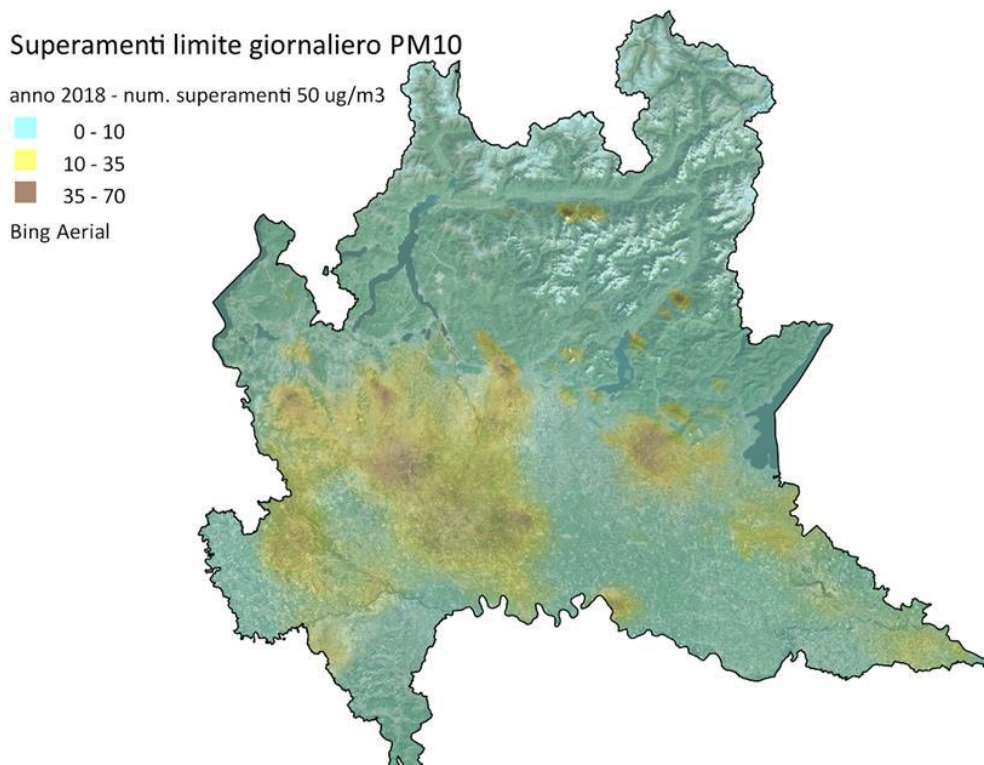 Superamenti limite giornaliero PM10
anno 2018 - num. superamenti 50 ug/m3
0 - 10
10 - 35
35 - 70
Bing Aerial